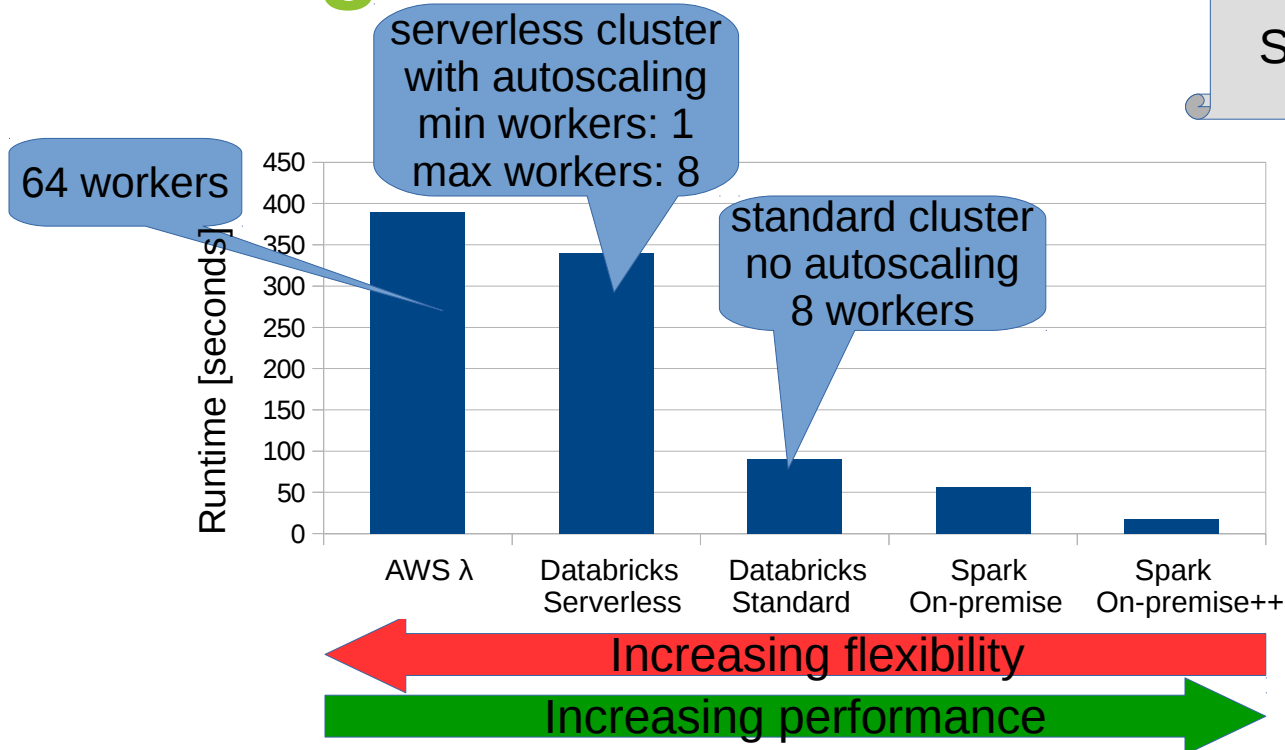 serverless cluster
with autoscaling
min workers: 1
max workers: 8
S
64 workers
standard cluster
no autoscaling
8 workers
Runtime [seconds]
450
400
350
300
250
200
150
100
50
0
AWS λ
Databricks
Serverless
Databricks
Standard
Spark
On-premise
Spark
On-premise++
Increasing flexibility
Increasing performance